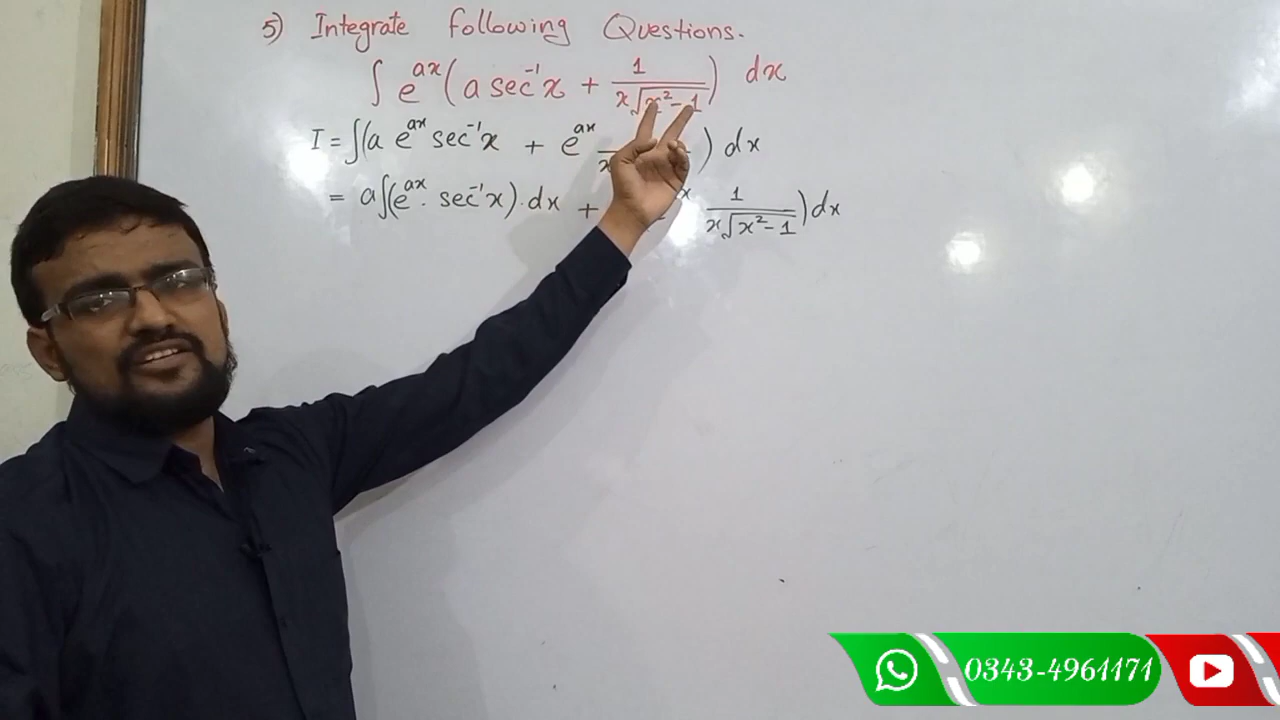 5) Integrate following Questions.
∫ e^{ax}(a sec⁻¹x + 1/(x√(x²-1))) dx
I = ∫(a e^{ax} sec⁻¹x + e^{ax} ) dx
= a∫(e^{ax}. sec⁻¹x).dx + 1/(x√(x²-1)))dx
0343-4961171